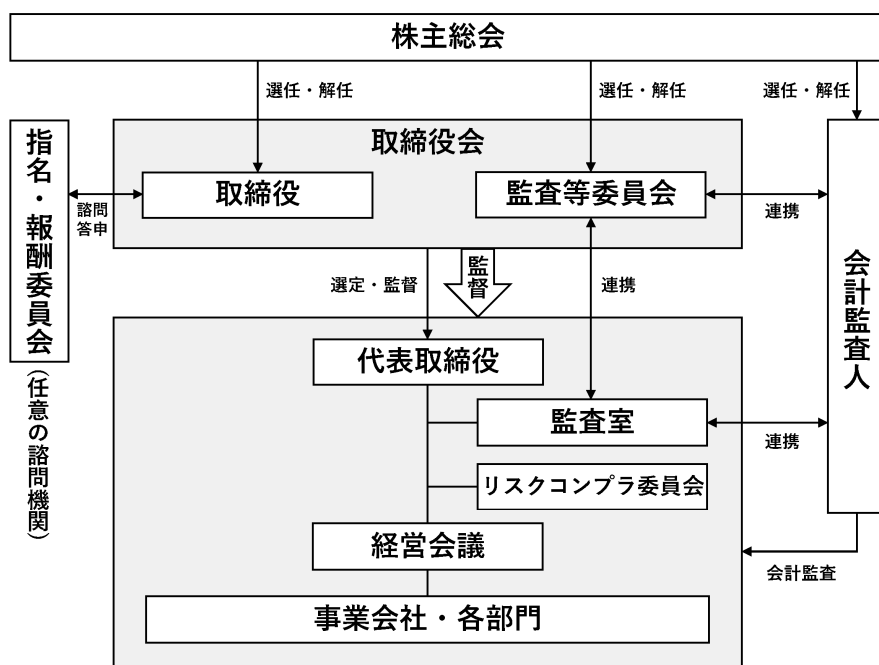 株主総会
選任・解任
選任・解任
選任・解任
指名・報酬委員会
(任意の諮問機関)
取締役会
取締役
監査等委員会
諮問
答申
連携
会計監査人
選定・監督
監督
連携
代表取締役
監査室
連携
リスクコンプラ委員会
経営会議
会計監査
事業会社・各部門